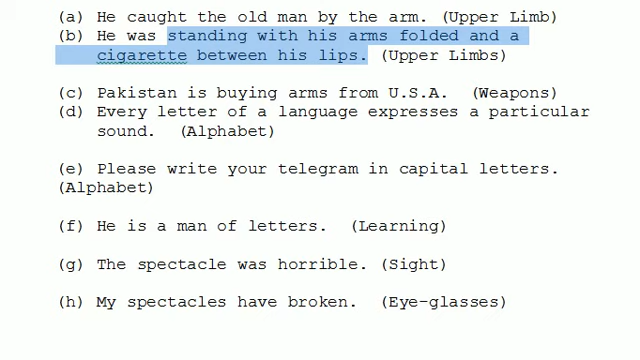 (a) He caught the old man by the arm. (Upper Limb)
(b) He was standing with his arms folded and a
cigarette between his lips. (Upper Limbs)
(c) Pakistan is buying arms from U.S.A. (Weapons)
(d) Every letter of a language expresses a particular
sound. (Alphabet)
(e) Please write your telegram in capital letters.
(Alphabet)
(f) He is a man of letters. (Learning)
(g) The spectacle was horrible. (Sight)
(h) My spectacles have broken. (Eye-glasses)